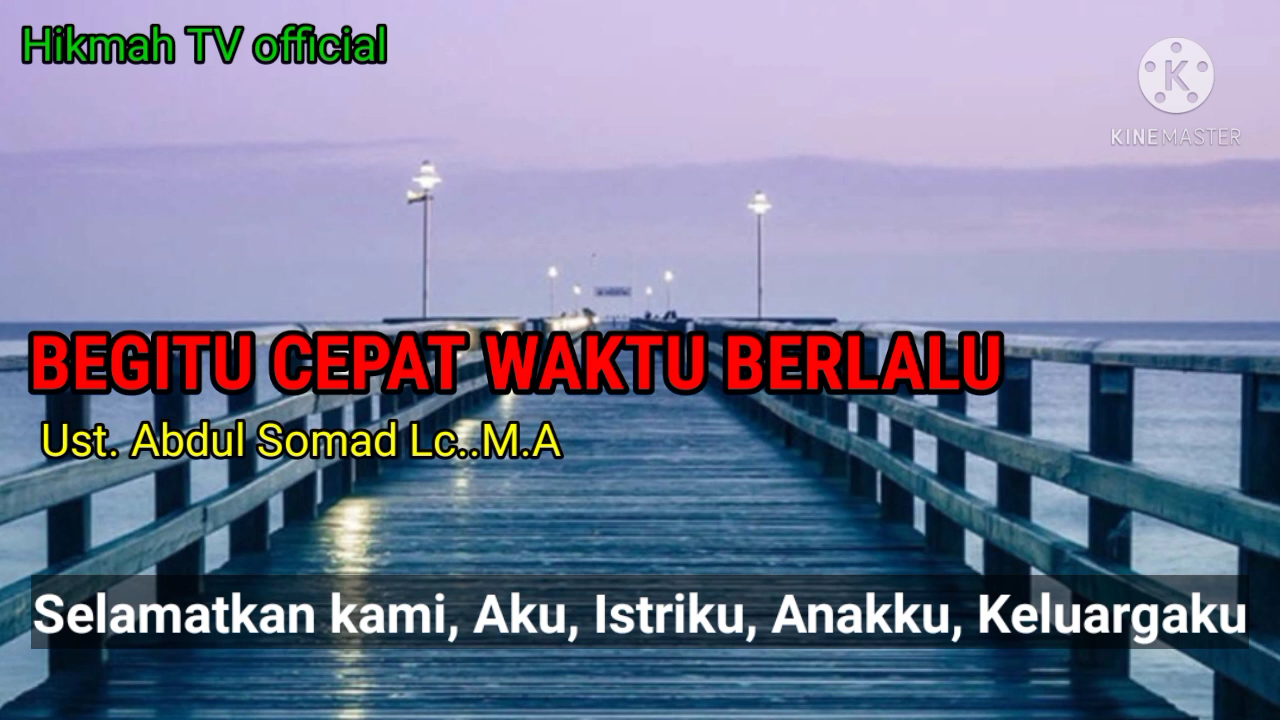 Hikmah TV official
K
KINEMASTER
BEGITU CEPAT WAKTU BERLALU
Ust. Abdul Somad Lc..M.A
Selamatkan kami, Aku, Istriku, Anakku, Keluargaku